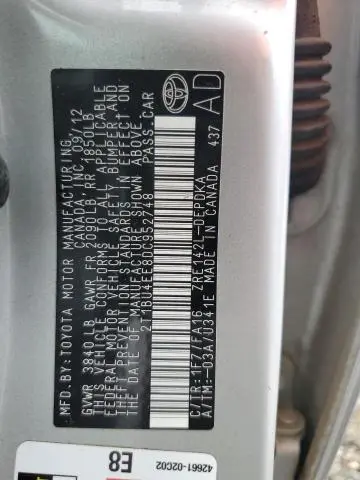 MFD.BY:TOYOTA MOTOR MANUFACTURING
CANADA INC. 09/12
GVWR 3840LB GAWR FR 2090LB RR 1850LB
THIS VEHICLE CONFORMS TO ALL APPLICABLE
FEDERAL MOTOR VEHICLE SAFETY, BUMPER, AND
THEFT PREVENTION STANDARDS IN EFFECT ON
THE DATE OF MANUFACTURE SHOWN ABOVE.
2T1BU4EE8DC952748 PASS.CAR
C/TR:1F7/FA16 ZRE142L-DEPDKA
A/TM:-03A/U341E MADE IN CANADA
437
TOYOTA
AD
42661-02C02
E8